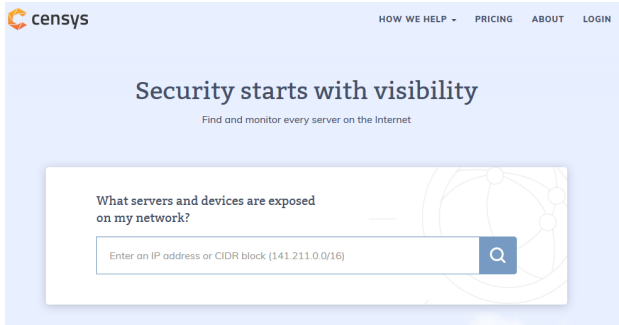 censys
HOW WE HELP PRICING ABOUT LOGIN
Security starts with visibility
Find and monitor every server on the Internet
What servers and devices are exposed
on my network?
Enter an IP address or CIDR block (141.211.0.0/16)